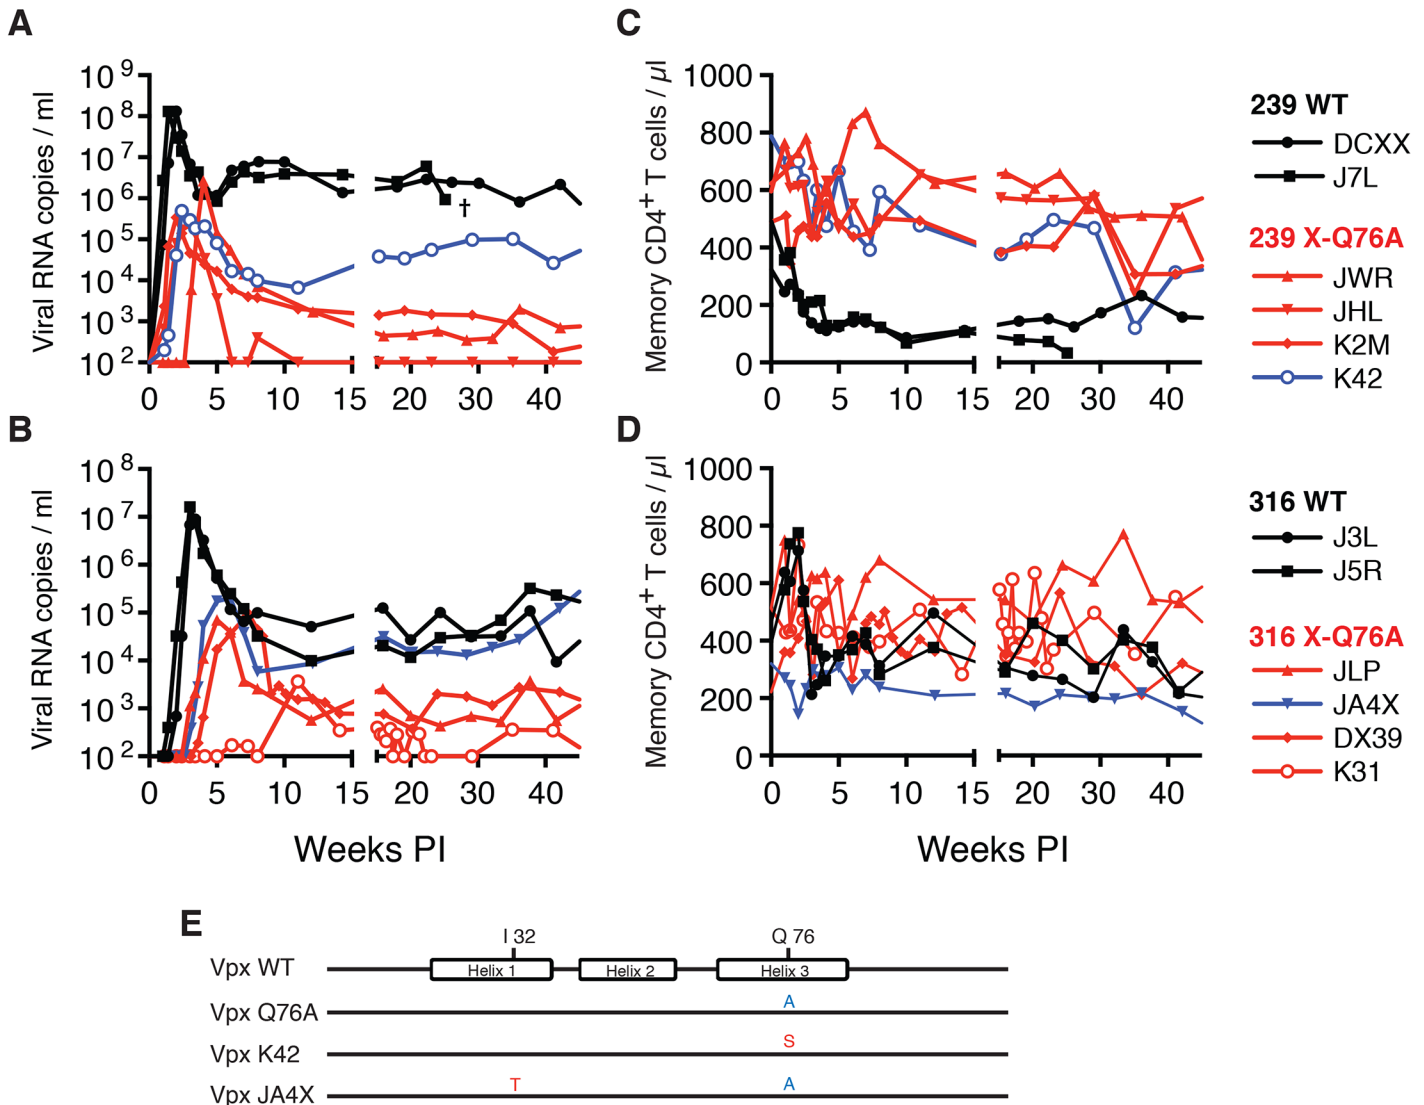 A
Viral RNA copies / ml
10 9
10 8
10 7
10 6
10 5
10 4
10 3
10 2
†
0 5 10 15 20 30 40
C
Memory CD4+ T cells / µl
1000
800
600
400
200
0
0 5 10 15 20 30 40
239 WT
DCXX
J7L
239 X-Q76A
JWR
JHL
K2M
K42
B
Viral RNA copies / ml
10 8
10 7
10 6
10 5
10 4
10 3
10 2
0 5 10 15 20 30 40
Weeks PI
D
Memory CD4+ T cells / µl
1000
800
600
400
200
0
0 5 10 15 20 30 40
Weeks PI
316 WT
J3L
J5R
316 X-Q76A
JLP
JA4X
DX39
K31
E
I 32 Q 76
Vpx WT Helix 1 Helix 2 Helix 3
Vpx Q76A A
Vpx K42 S
Vpx JA4X T A